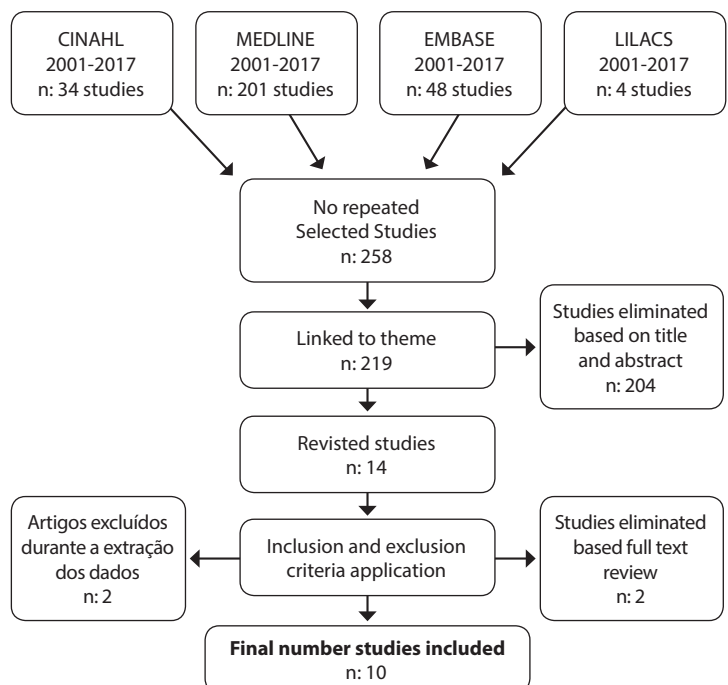 CINAHL
2001-2017
n: 34 studies
MEDLINE
2001-2017
n: 201 studies
EMBASE
2001-2017
n: 48 studies
LILACS
2001-2017
n: 4 studies
No repeated
Selected Studies
n: 258
Linked to theme
n: 219
Studies eliminated
based on title
and abstract
n: 204
Revisted studies
n: 14
Artigos excluídos
durante a extração
dos dados
n: 2
Inclusion and exclusion
criteria application
Studies eliminated
based full text
review
n: 2
Final number studies included
n: 10